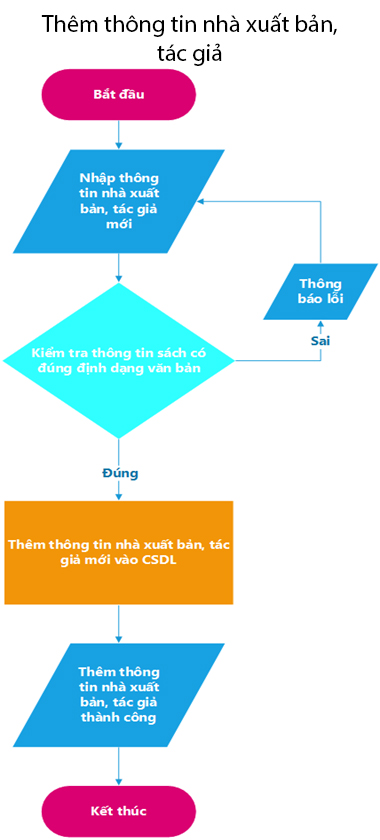 Thêm thông tin nhà xuất bản,
tác giả
Bắt đầu
Nhập thông
tin nhà xuất
bản, tác giả
mới
Thông
báo lỗi
Kiểm tra thông tin sách có
đúng định dạng văn bản
Sai
Đúng
Thêm thông tin nhà xuất bản, tác
giả mới vào CSDL
Thêm thông
tin nhà xuất
bản, tác giả
thành công
Kết thúc